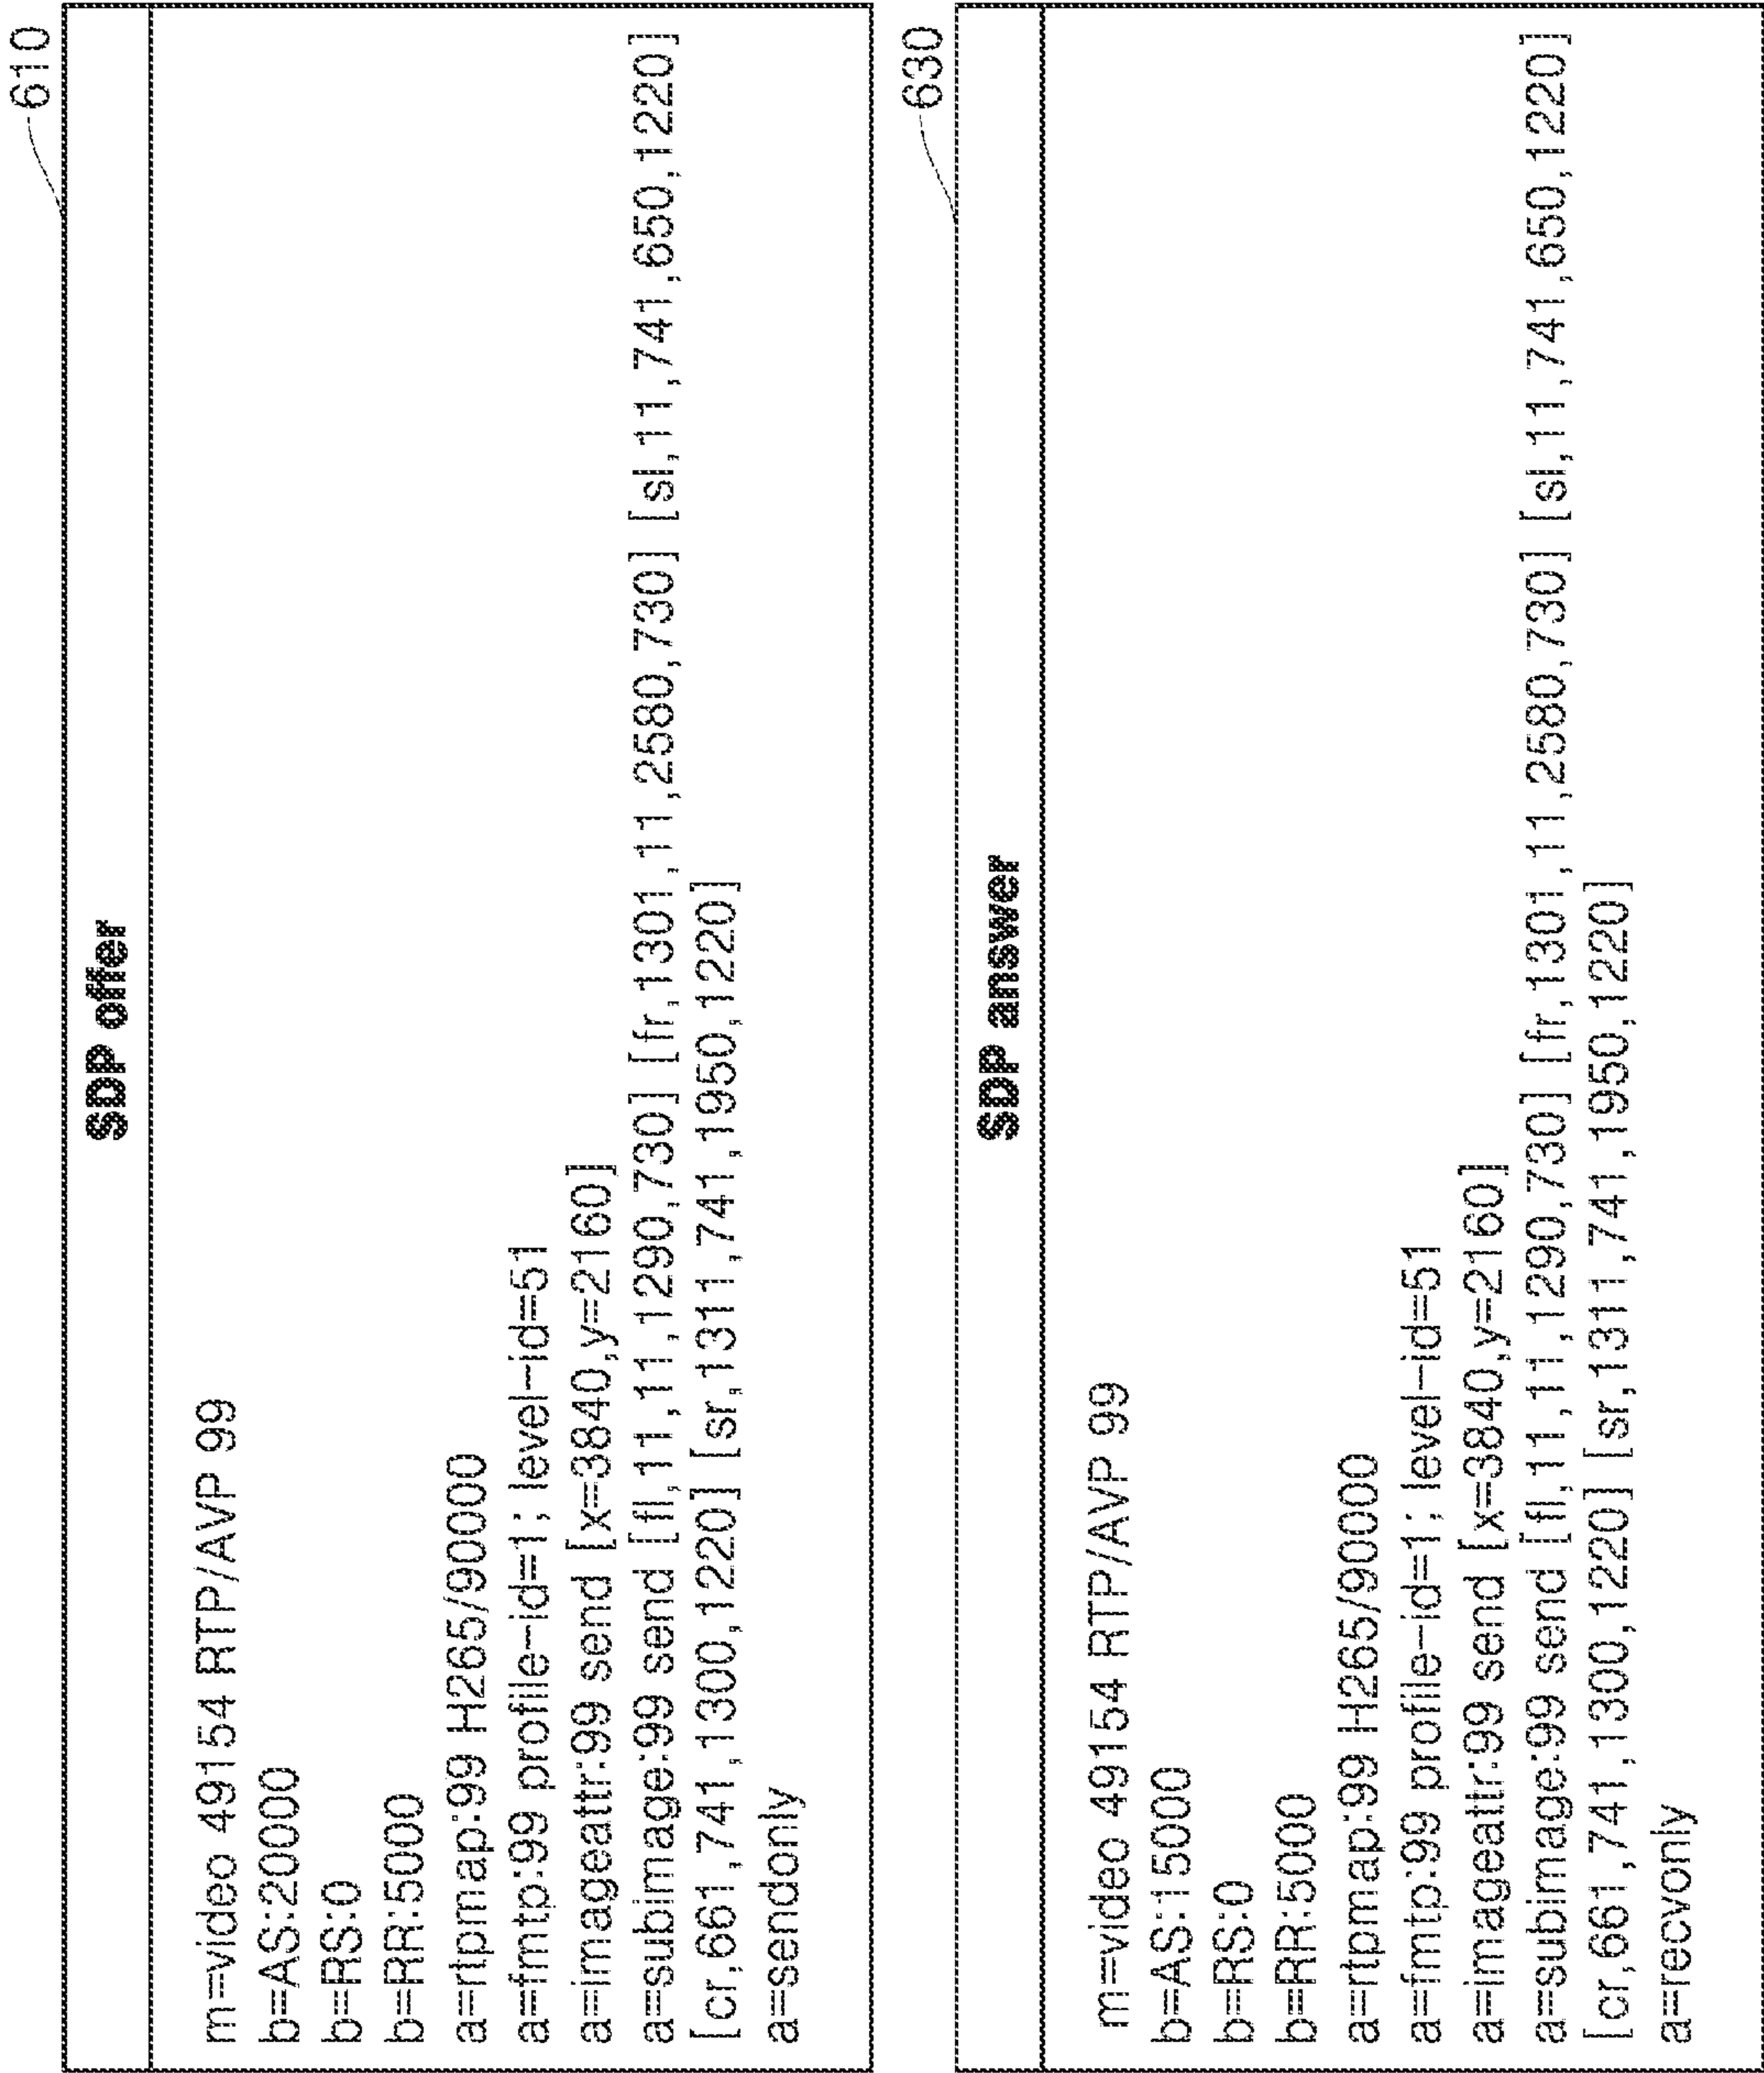 610
SDP offer
m=video 49154 RTP/AVP 99
b=AS:20000
b=RS:0
b=RR:5000
a=rtpmap:99 H265/90000
a=fmtp:99 profile-id=1; level-id=51
a=imageattr:99 send [x=3840,y=2160]
a=subimage:99 send [fl,11,11,1290,730] [fr,1301,11,2580,730] [sl,11,741,650,1220]
[cr,661,741,1300,1220] [sr,1311,741,1950,1220]
a=sendonly
630
SDP answer
m=video 49154 RTP/AVP 99
b=AS:15000
b=RS:0
b=RR:5000
a=rtpmap:99 H265/90000
a=fmtp:99 profile-id=1; level-id=51
a=imageattr:99 send [x=3840,y=2160]
a=subimage:99 send [fl,11,11,1290,730] [fr,1301,11,2580,730] [sl,11,741,650,1220]
[cr,661,741,1300,1220] [sr,1311,741,1950,1220]
a=recvonly